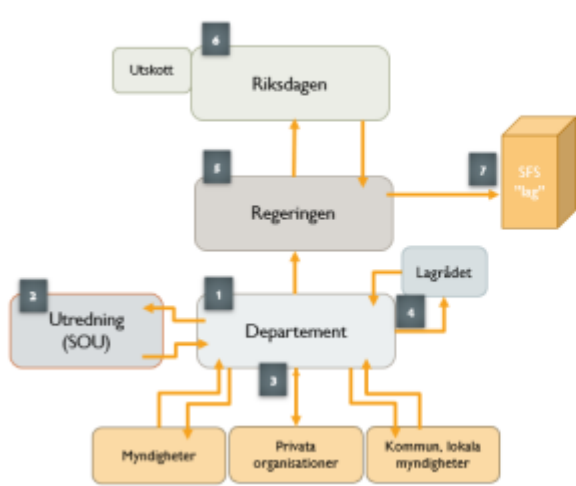 6
Utskott
Riksdagen
5
7
SFS
"lag"
Regeringen
Lagrådet
2
1
4
Utredning
(SOU)
Departement
3
Myndigheter
Privata
organisationer
Kommun, lokala
myndigheter